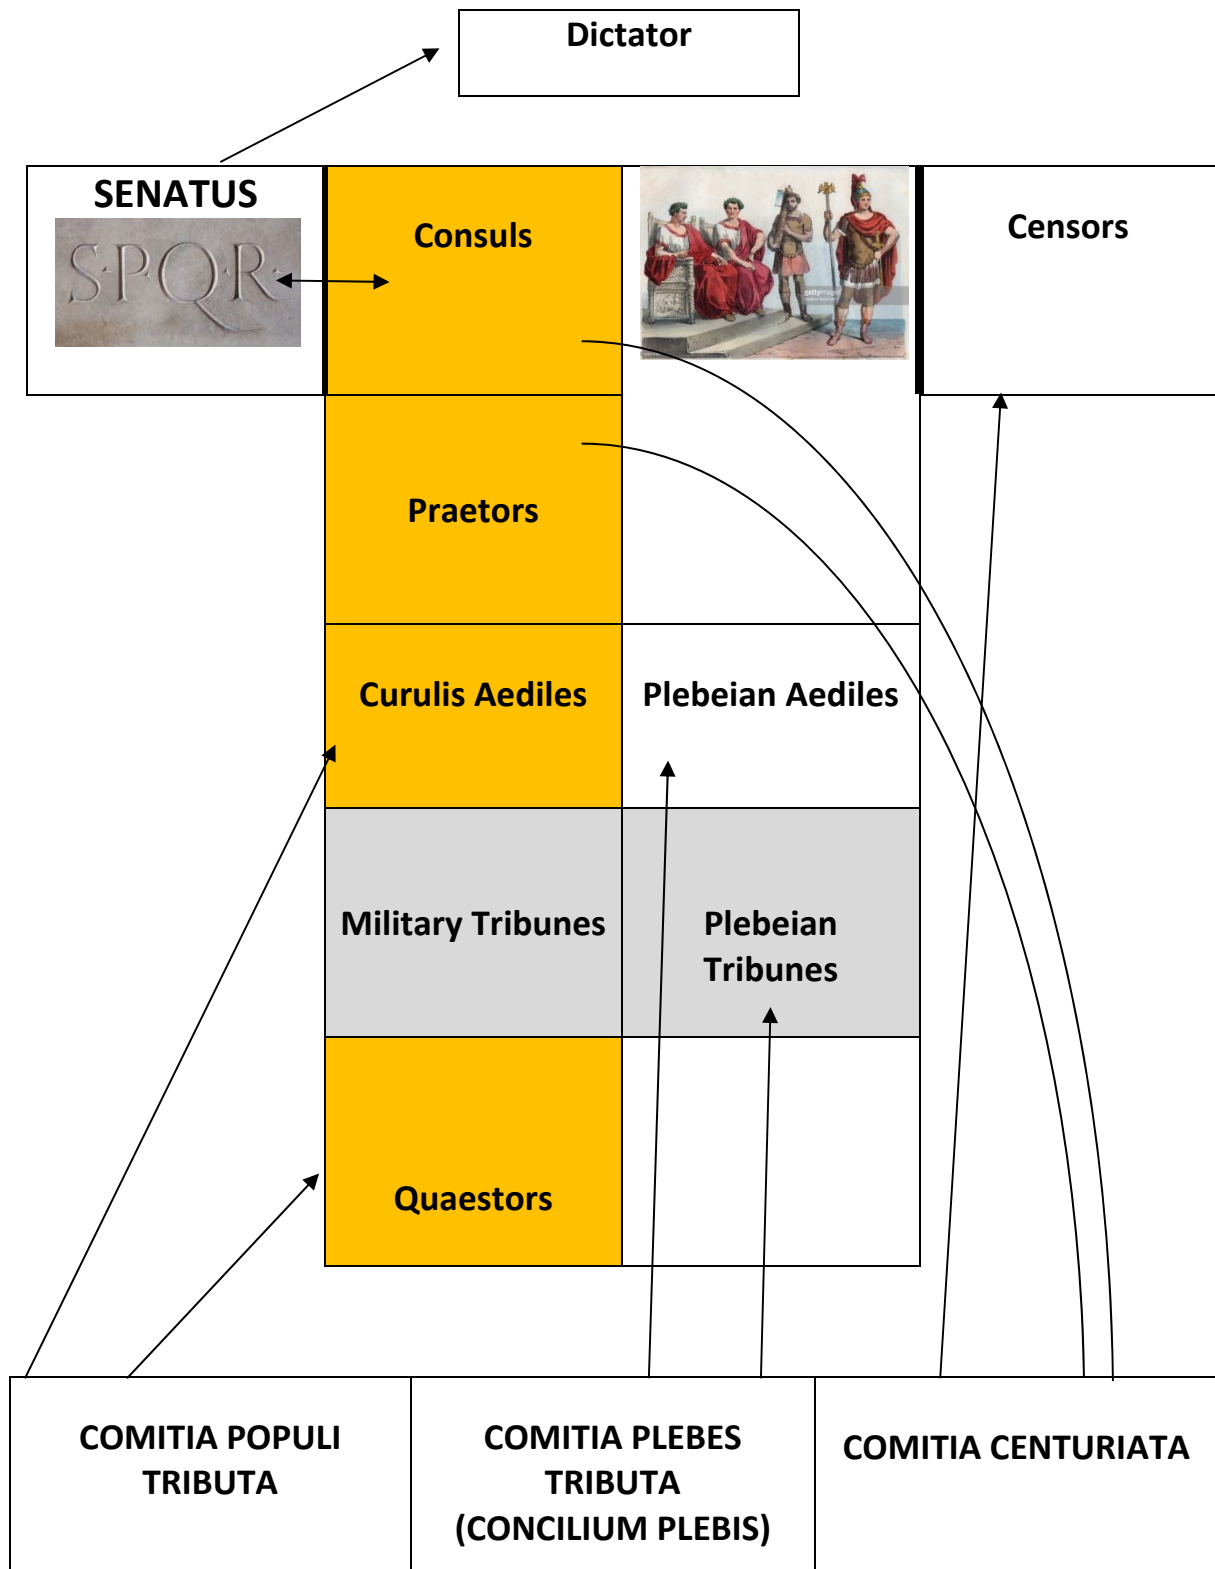 Dictator
SENATUS
S·P·Q·R·
Consuls
gettyimages
Censors
Praetors
Curulis Aediles
Plebeian Aediles
Military Tribunes
Plebeian
Tribunes
Quaestors
COMITIA POPULI
TRIBUTA
COMITIA PLEBES
TRIBUTA
(CONCILIUM PLEBIS)
COMITIA CENTURIATA